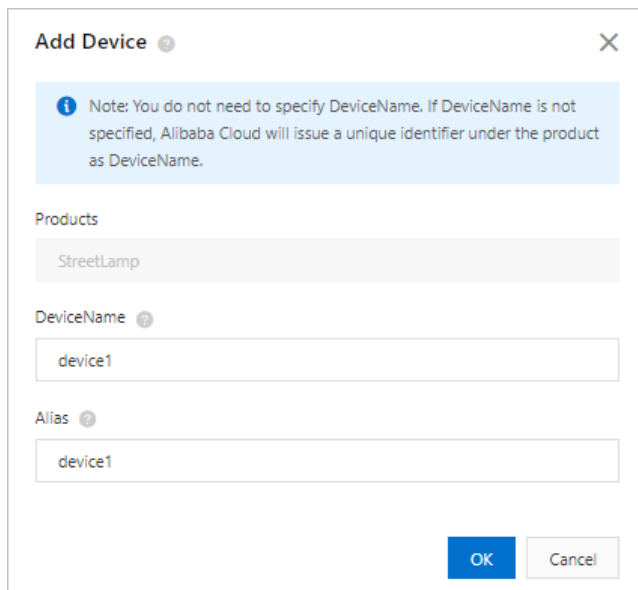 Add Device
Note: You do not need to specify DeviceName. If DeviceName is not
specified, Alibaba Cloud will issue a unique identifier under the product
as DeviceName.
Products
StreetLamp
DeviceName
device1
Alias
device1
OK Cancel